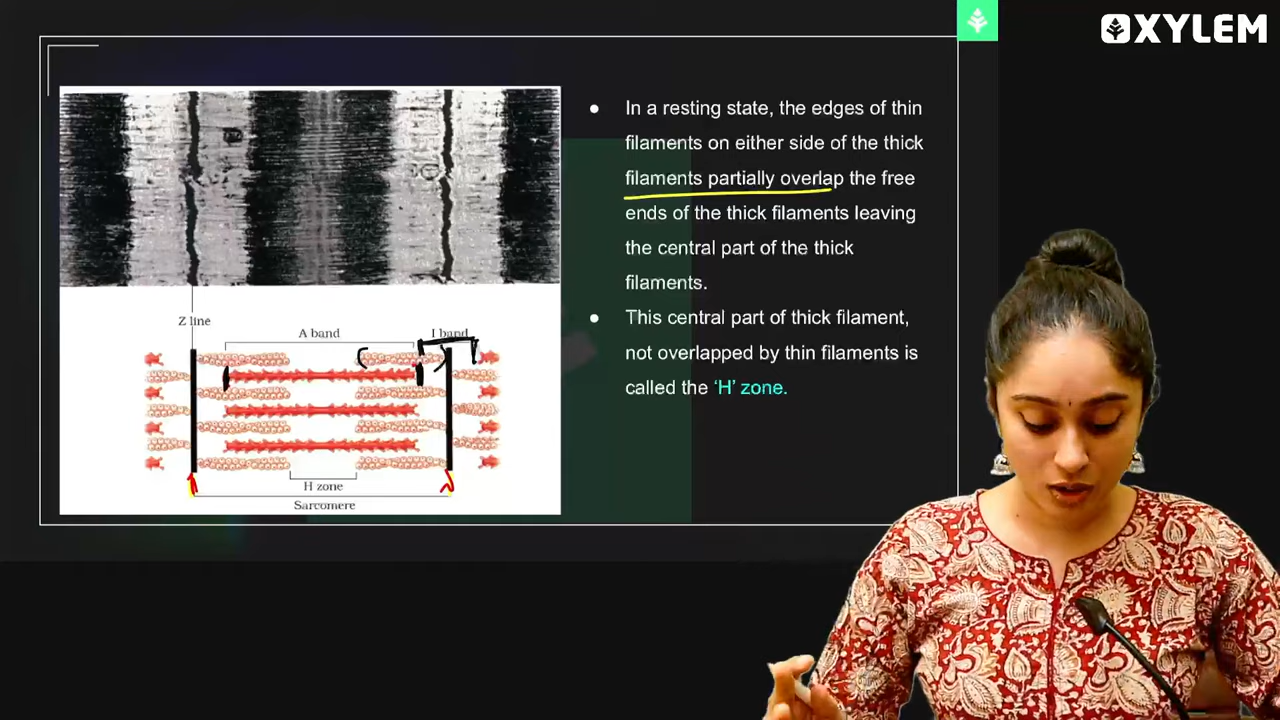 XYLEM
In a resting state, the edges of thin
filaments on either side of the thick
filaments partially overlap the free
ends of the thick filaments leaving
the central part of the thick
filaments.
This central part of thick filament,
not overlapped by thin filaments is
called the ‘H’ zone.
Z line
A band
I band
H zone
Sarcomere